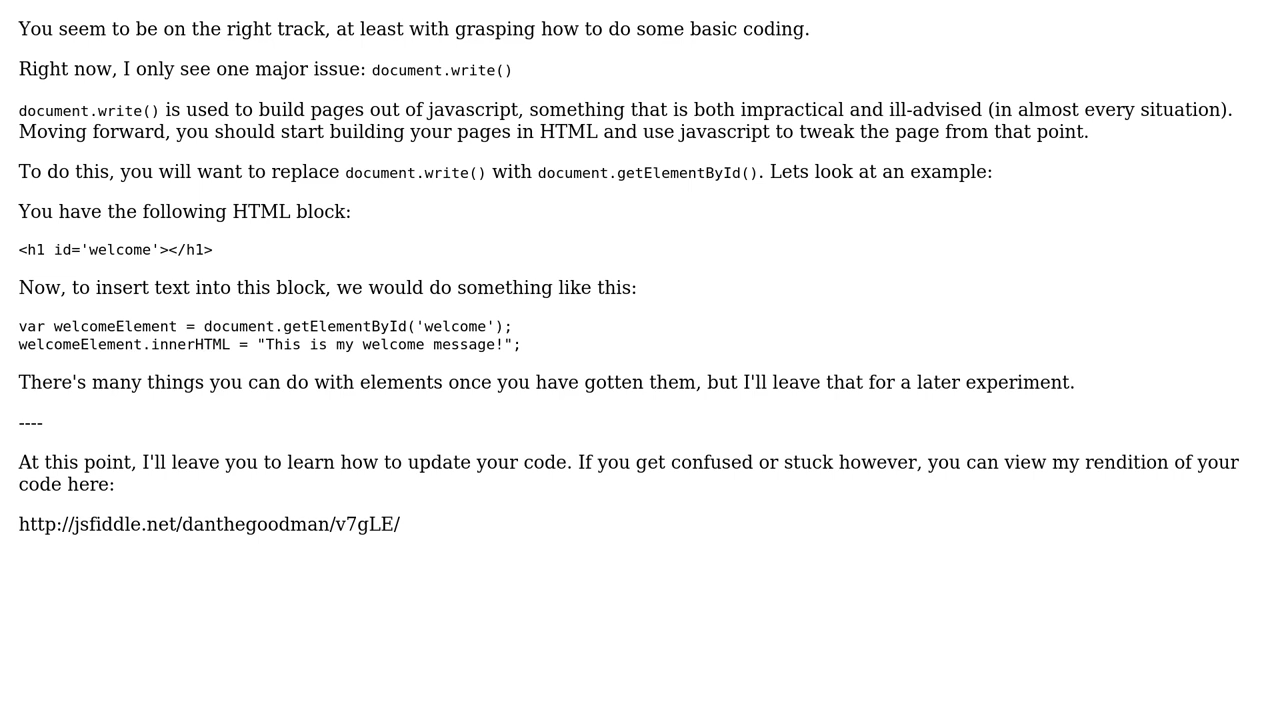 You seem to be on the right track, at least with grasping how to do some basic coding.
Right now, I only see one major issue: document.write()
document.write() is used to build pages out of javascript, something that is both impractical and ill-advised (in almost every situation).
Moving forward, you should start building your pages in HTML and use javascript to tweak the page from that point.
To do this, you will want to replace document.write() with document.getElementById(). Lets look at an example:
You have the following HTML block:
<h1 id='welcome'></h1>
Now, to insert text into this block, we would do something like this:
var welcomeElement = document.getElementById('welcome');
welcomeElement.innerHTML = "This is my welcome message!";
There's many things you can do with elements once you have gotten them, but I'll leave that for a later experiment.
----
At this point, I'll leave you to learn how to update your code. If you get confused or stuck however, you can view my rendition of your
code here:
http://jsfiddle.net/danthegoodman/v7gLE/